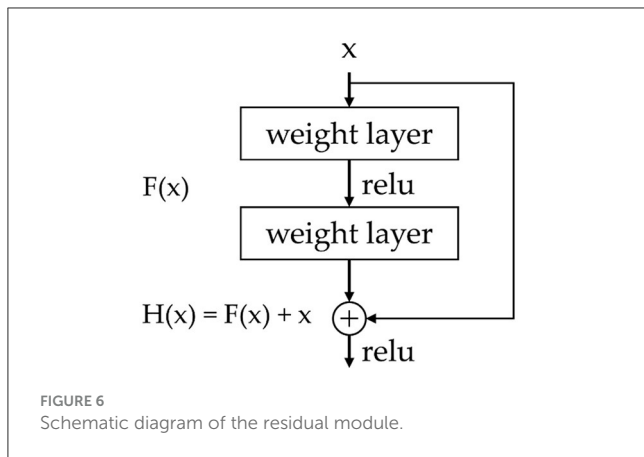 x
weight layer
relu
F(x)
weight layer
H(x) = F(x) + x
+
relu
FIGURE 6
Schematic diagram of the residual module.